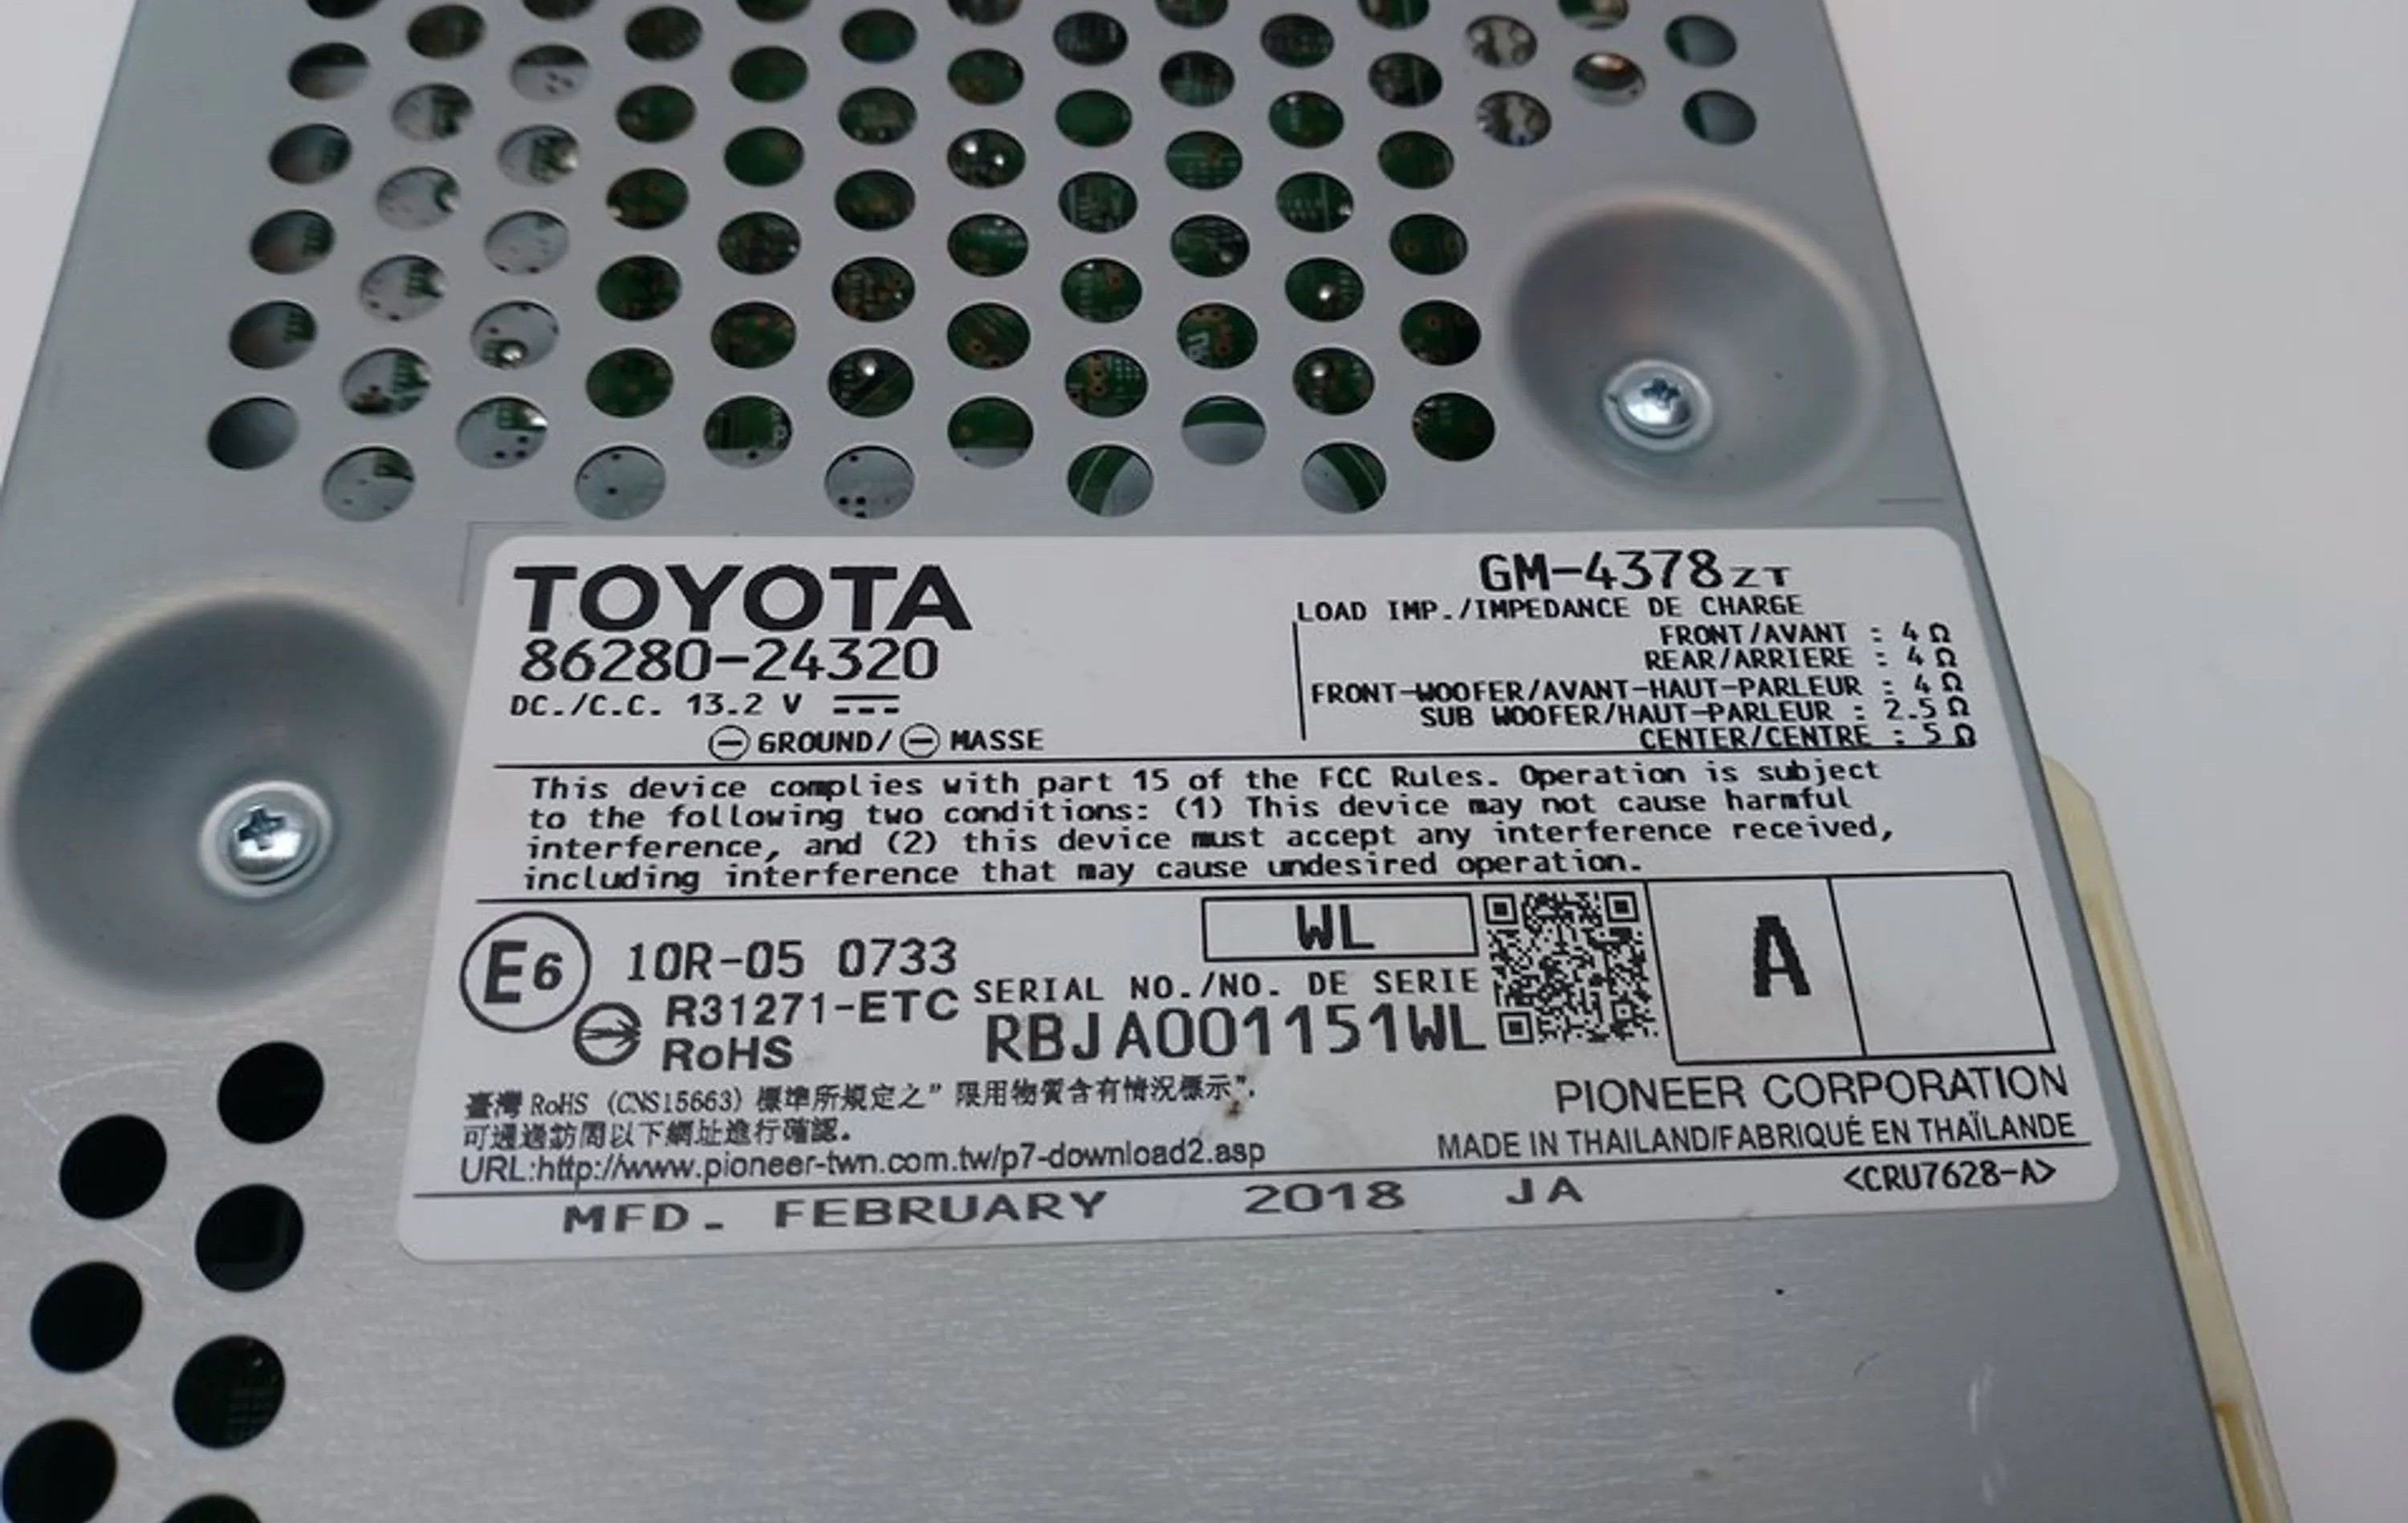 TOYOTA
86280-24320
DC./C.C. 13.2 V
⊖ GROUND/⊖ MASSE
GM-4378ZT
LOAD IMP./IMPEDANCE DE CHARGE
FRONT/AVANT : 4 Ω
REAR/ARRIERE : 4 Ω
FRONT-WOOFER/AVANT-HAUT-PARLEUR : 4 Ω
SUB WOOFER/HAUT-PARLEUR : 2.5 Ω
CENTER/CENTRE : 5 Ω
This device complies with part 15 of the FCC Rules. Operation is subject
to the following two conditions: (1) This device may not cause harmful
interference, and (2) this device must accept any interference received,
including interference that may cause undesired operation.
E6 10R-05 0733
R31271-ETC
RoHS
WL
SERIAL NO./NO. DE SERIE
RBJA001151WL
A
臺灣 RoHS (CNS15663) 標準所規定之" 限用物質含有情況標示",
可通過訪問以下網址進行確認。
URL:http://www.pioneer-twn.com.tw/p7-download2.asp
PIONEER CORPORATION
MADE IN THAILAND/FABRIQUÉ EN THAÏLANDE
MFD. FEBRUARY 2018 JA
<CRU7628-A>